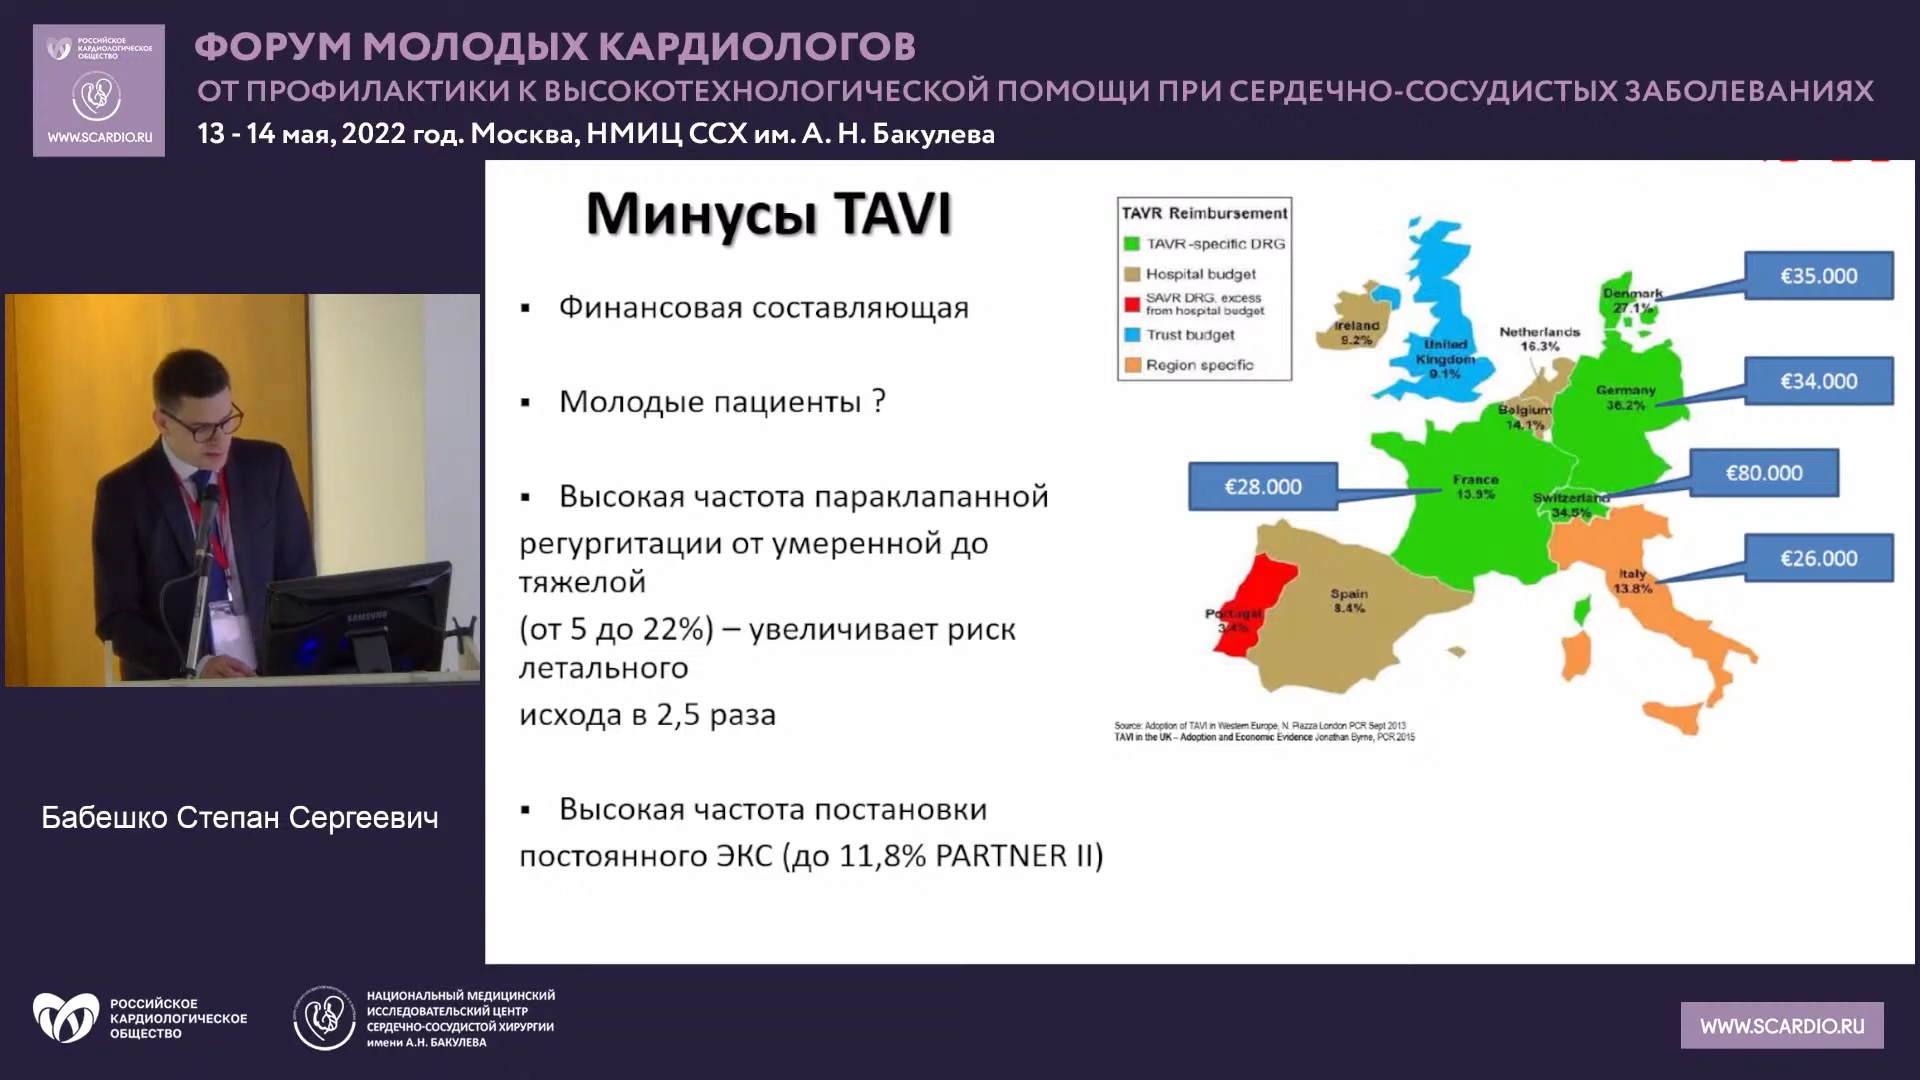 РОССИЙСКОЕ
КАРДИОЛОГИЧЕСКОЕ
ОБЩЕСТВО
WWW.SCARDIO.RU
ФОРУМ МОЛОДЫХ КАРДИОЛОГОВ
ОТ ПРОФИЛАКТИКИ К ВЫСОКОТЕХНОЛОГИЧЕСКОЙ ПОМОЩИ ПРИ СЕРДЕЧНО-СОСУДИСТЫХ ЗАБОЛЕВАНИЯХ
13 - 14 мая, 2022 год. Москва, НМИЦ ССХ им. А. Н. Бакулева
Минусы TAVI
▪ Финансовая составляющая
▪ Молодые пациенты ?
▪ Высокая частота параклапанной
регургитации от умеренной до
тяжелой
(от 5 до 22%) – увеличивает риск
летального
исхода в 2,5 раза
▪ Высокая частота постановки
постоянного ЭКС (до 11,8% PARTNER II)
TAVR Reimbursement
TAVR-specific DRG
Hospital budget
SAVR DRG, excess
from hospital budget
Trust budget
Region specific
Denmark
27.1%
€35.000
Ireland
9.2%
United
Kingdom
9.1%
Netherlands
16.3%
Germany
36.2%
€34.000
Belgium
14.1%
France
13.9%
€28.000
Switzerland
34.5%
€80.000
Italy
13.8%
€26.000
Spain
8.4%
Portugal
3.4%
Source: Adoption of TAVI in Western Europe, N. Piazza London PCR Sept 2013
TAVI in the UK – Adoption and Economic Evidence Jonathan Byrne, PCR 2015
SAMSUNG
Бабешко Степан Сергеевич
РОССИЙСКОЕ
КАРДИОЛОГИЧЕСКОЕ
ОБЩЕСТВО
НАЦИОНАЛЬНЫЙ МЕДИЦИНСКИЙ
ИССЛЕДОВАТЕЛЬСКИЙ ЦЕНТР
СЕРДЕЧНО-СОСУДИСТОЙ ХИРУРГИИ
имени А.Н. БАКУЛЕВА
WWW.SCARDIO.RU